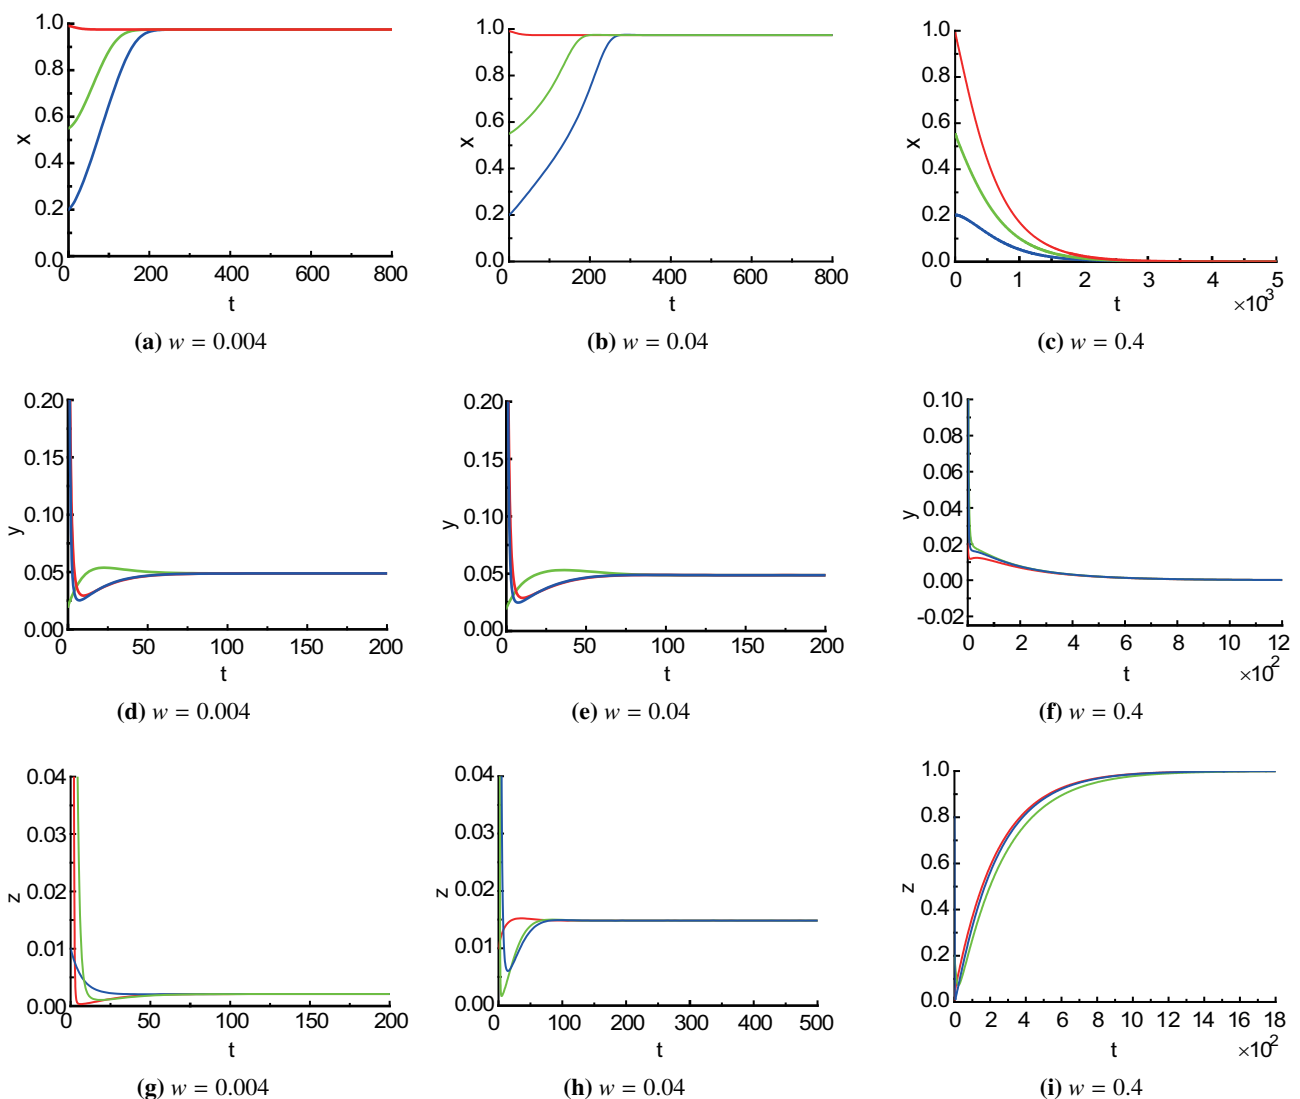 1.0
0.8
0.6
x
0.4
0.2
0.0
0 200 400 600 800
t
(a) w = 0.004
1.0
0.8
0.6
x
0.4
0.2
0.0
0 200 400 600 800
t
(b) w = 0.04
1.0
0.8
0.6
x
0.4
0.2
0.0
0 1 2 3 4 5
t ×10³
(c) w = 0.4
0.20
0.15
0.10
y
0.05
0.00
0 50 100 150 200
t
(d) w = 0.004
0.20
0.15
0.10
y
0.05
0.00
0 50 100 150 200
t
(e) w = 0.04
0.10
0.08
0.06
0.04
y
0.02
0.00
-0.02
0 2 4 6 8 10 12
t ×10²
(f) w = 0.4
0.04
0.03
0.02
z
0.01
0.00
0 50 100 150 200
t
(g) w = 0.004
0.04
0.03
0.02
z
0.01
0.00
0 100 200 300 400 500
t
(h) w = 0.04
1.0
0.8
0.6
z
0.4
0.2
0.0
0 2 4 6 8 10 12 14 16 18
t ×10²
(i) w = 0.4